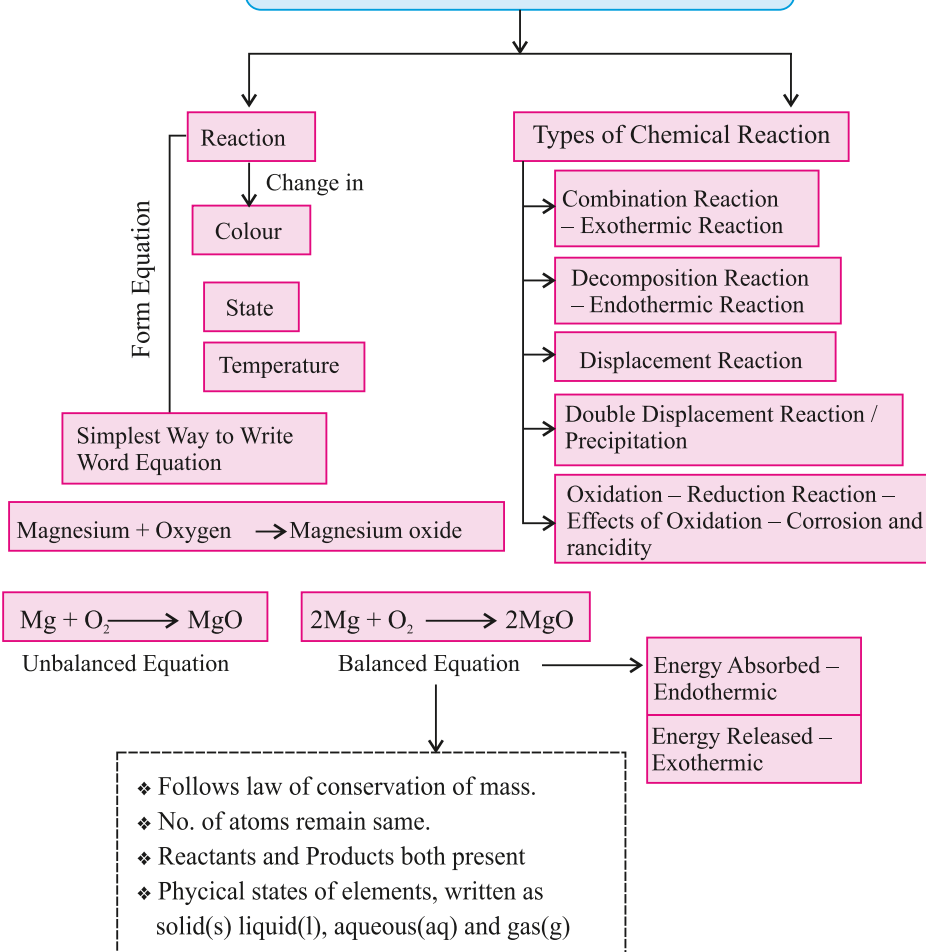 Reaction
Change in
Colour
State
Temperature
Form Equation
Simplest Way to Write
Word Equation
Magnesium + Oxygen → Magnesium oxide
Types of Chemical Reaction
Combination Reaction
– Exothermic Reaction
Decomposition Reaction
– Endothermic Reaction
Displacement Reaction
Double Displacement Reaction /
Precipitation
Oxidation – Reduction Reaction –
Effects of Oxidation – Corrosion and
rancidity
Mg + O₂ → MgO
Unbalanced Equation
2Mg + O₂ → 2MgO
Balanced Equation
Energy Absorbed –
Endothermic
Energy Released –
Exothermic
❖ Follows law of conservation of mass.
❖ No. of atoms remain same.
❖ Reactants and Products both present
❖ Phycical states of elements, written as
solid(s) liquid(l), aqueous(aq) and gas(g)